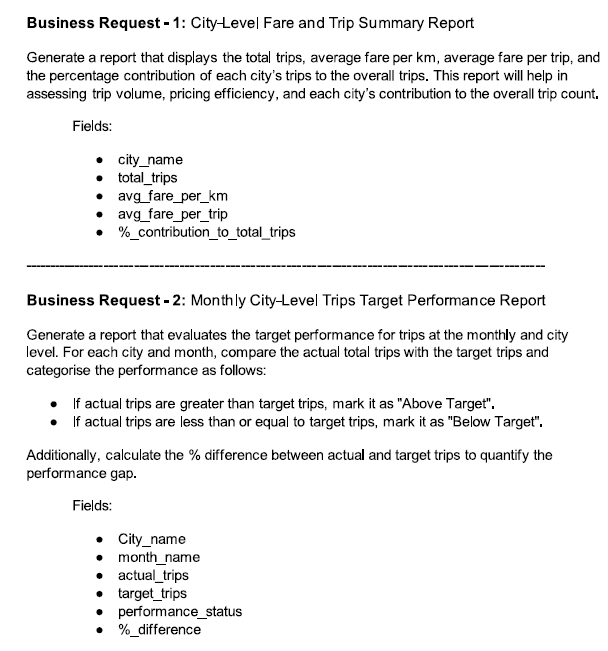 Business Request - 1: City-Level Fare and Trip Summary Report
Generate a report that displays the total trips, average fare per km, average fare per trip, and
the percentage contribution of each city's trips to the overall trips. This report will help in
assessing trip volume, pricing efficiency, and each city's contribution to the overall trip count.
Fields:
• city_name
• total_trips
• avg_fare_per_km
• avg_fare_per_trip
• %_contribution_to_total_trips
Business Request - 2: Monthly City-Level Trips Target Performance Report
Generate a report that evaluates the target performance for trips at the monthly and city
level. For each city and month, compare the actual total trips with the target trips and
categorise the performance as follows:
• If actual trips are greater than target trips, mark it as "Above Target".
• If actual trips are less than or equal to target trips, mark it as "Below Target".
Additionally, calculate the % difference between actual and target trips to quantify the
performance gap.
Fields:
• City_name
• month_name
• actual_trips
• target_trips
• performance_status
• %_difference